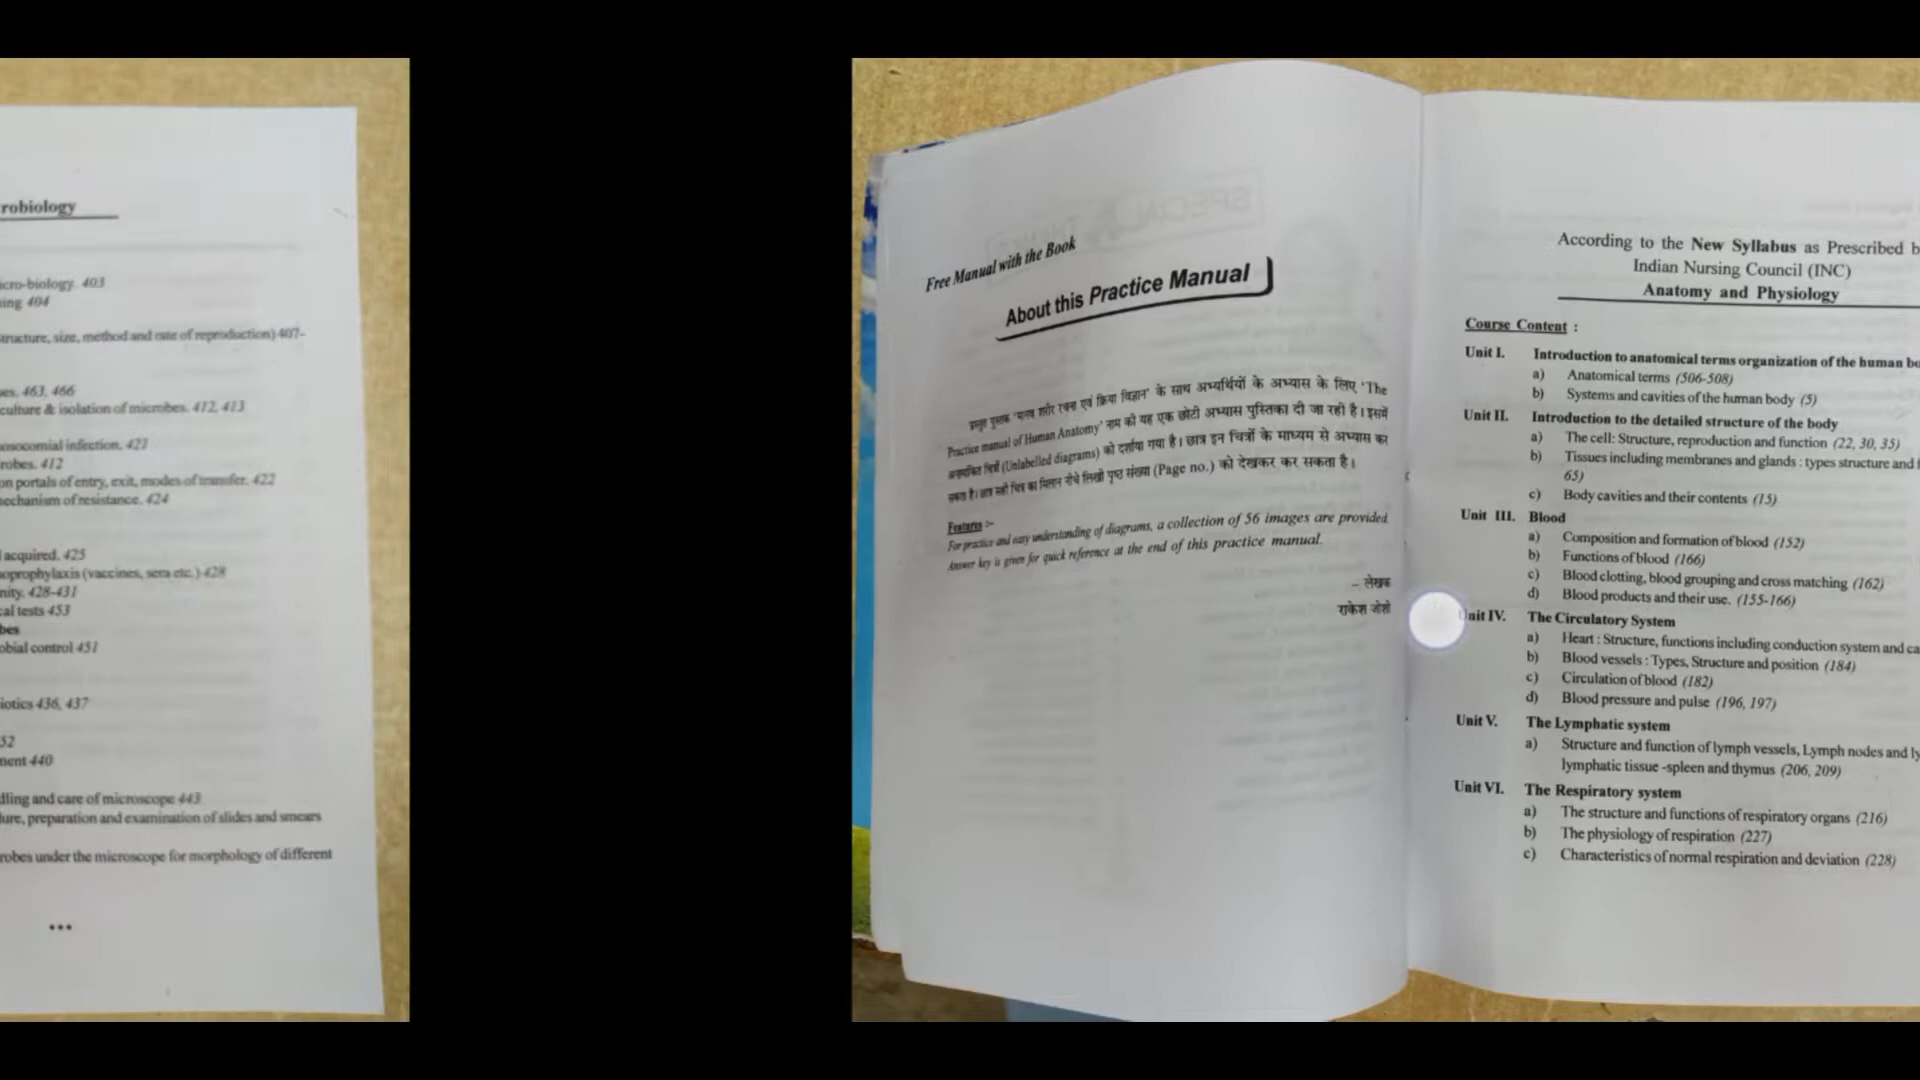 robiology
icro-biology. 403
ing 404
tructure, size, method and rate of reproduction) 407-
es. 463, 466
culture & isolation of microbes. 412, 413
osocomial infection. 421
robes. 412
on portals of entry, exit, modes of transfer. 422
echanism of resistance. 424
acquired. 425
oprophylaxis (vaccines, sera etc.) 428
nity. 428-431
cal tests 453
bes
obial control 451
iotics 436, 437
52
ment 440
dling and care of microscope 443
lure, preparation and examination of slides and smears
robes under the microscope for morphology of different
***
Free Manual with the Book
About this Practice Manual
प्रस्तुत पुस्तक 'मानव शरीर रचना एवं क्रिया विज्ञान' के साथ अभ्यर्थियों के अभ्यास के लिए 'The
Practice manual of Human Anatomy' नाम की यह एक छोटी अभ्यास पुस्तिका दी जा रही है। इसमें
अनामांकित चित्रों (Unlabelled diagrams) को दर्शाया गया है। छात्र इन चित्रों के माध्यम से अभ्यास कर
सकता है। छात्र सही चित्र का मिलान नीचे लिखी पृष्ठ संख्या (Page no.) को देखकर कर सकता है।
Features :-
For practice and easy understanding of diagrams, a collection of 56 images are provided.
Answer key is given for quick reference at the end of this practice manual.
– लेखक
राकेश जोशी
According to the New Syllabus as Prescribed b
Indian Nursing Council (INC)
Anatomy and Physiology
Course Content :
Unit I. Introduction to anatomical terms organization of the human bo
a) Anatomical terms (506-508)
b) Systems and cavities of the human body (5)
Unit II. Introduction to the detailed structure of the body
a) The cell: Structure, reproduction and function (22, 30, 35)
b) Tissues including membranes and glands : types structure and f
65)
c) Body cavities and their contents (15)
Unit III. Blood
a) Composition and formation of blood (152)
b) Functions of blood (166)
c) Blood clotting, blood grouping and cross matching (162)
d) Blood products and their use. (155-166)
nit IV. The Circulatory System
a) Heart : Structure, functions including conduction system and ca
b) Blood vessels : Types, Structure and position (184)
c) Circulation of blood (182)
d) Blood pressure and pulse (196, 197)
Unit V. The Lymphatic system
a) Structure and function of lymph vessels, Lymph nodes and ly
lymphatic tissue -spleen and thymus (206, 209)
Unit VI. The Respiratory system
a) The structure and functions of respiratory organs (216)
b) The physiology of respiration (227)
c) Characteristics of normal respiration and deviation (228)